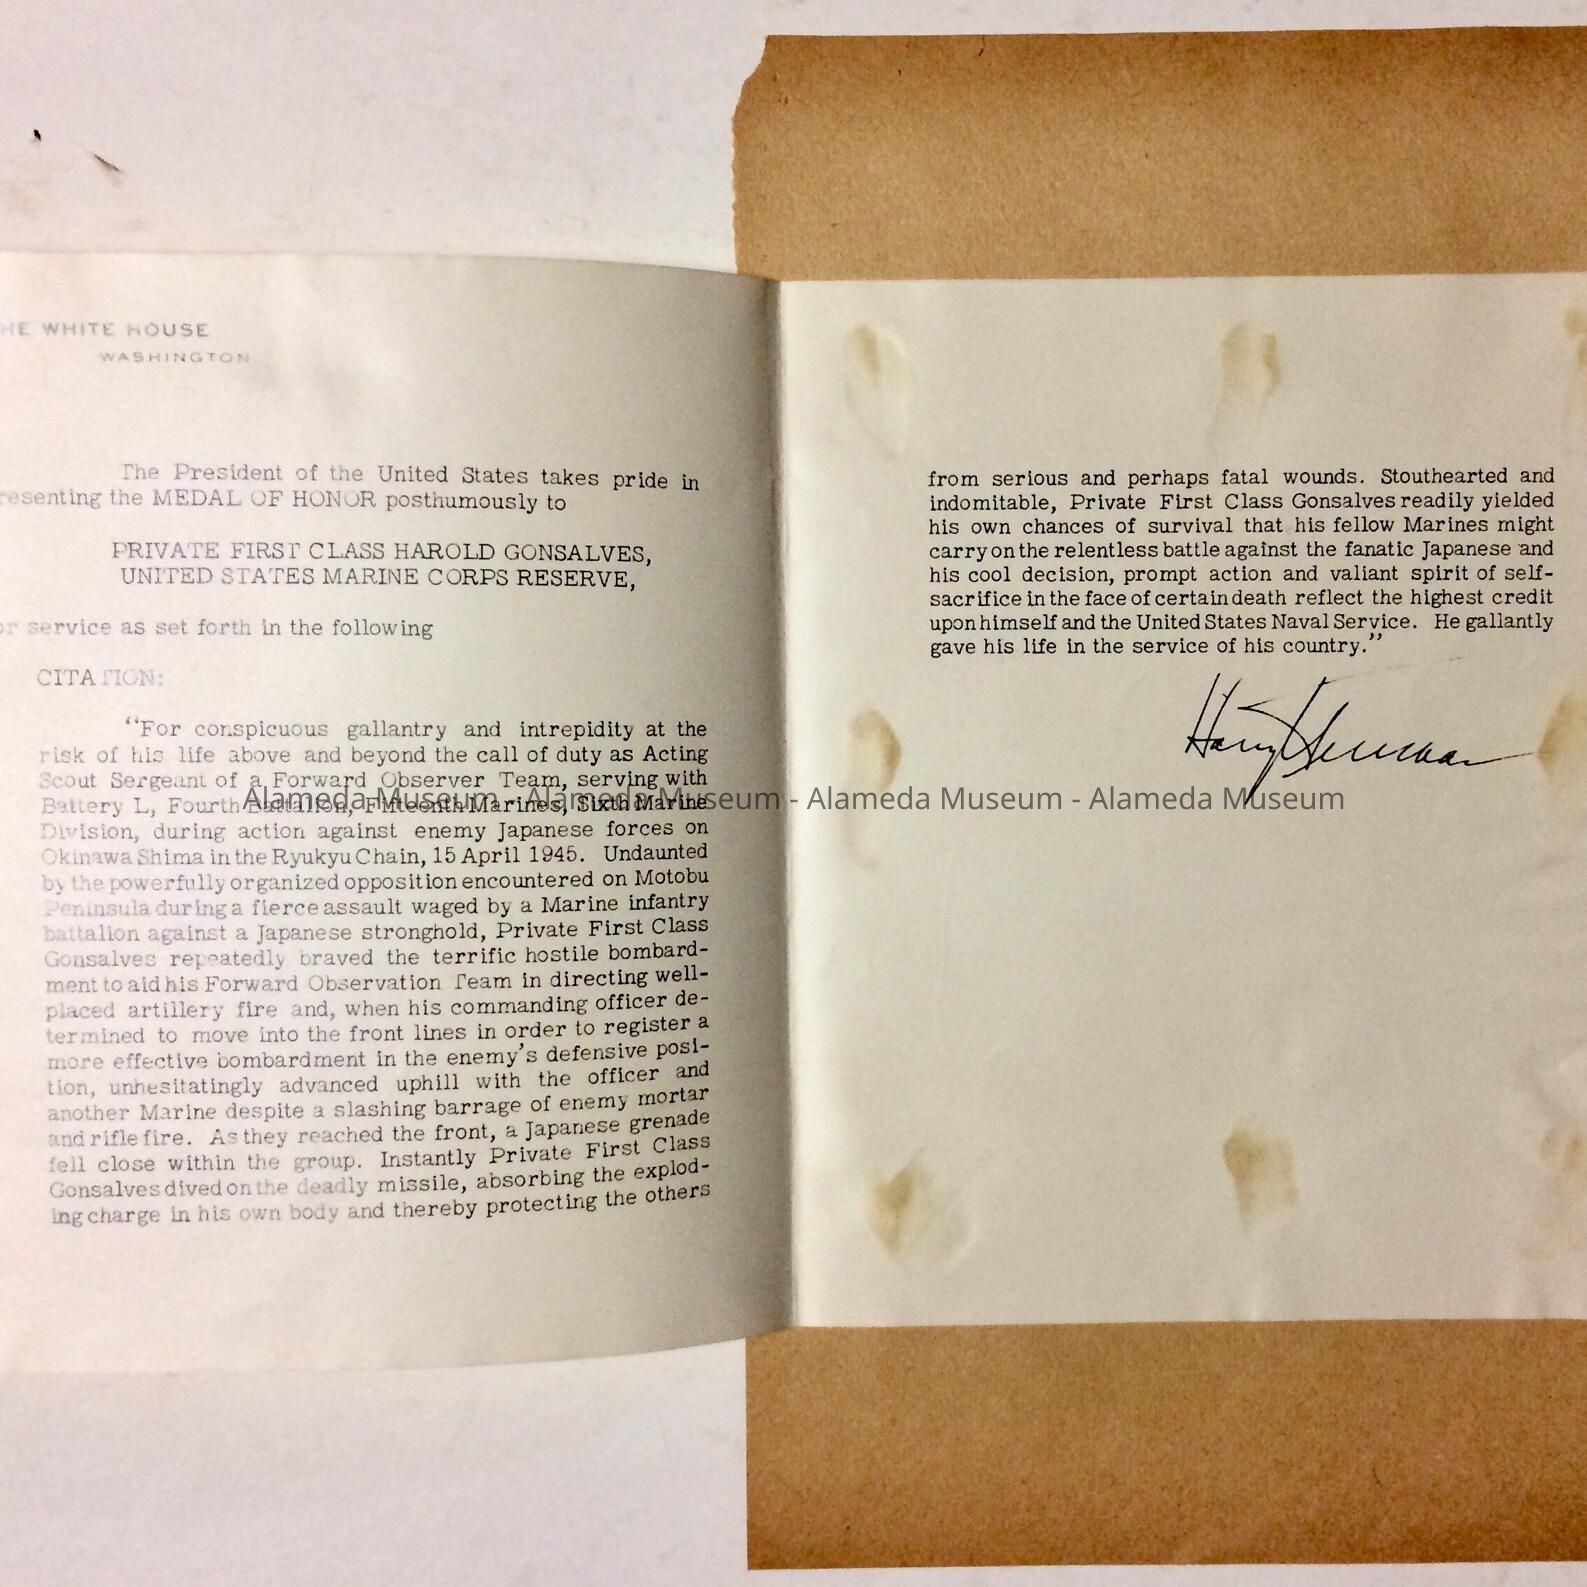 HE WHITE HOUSE
WASHINGTON
The President of the United States takes pride in
resenting the MEDAL OF HONOR posthumously to
PRIVATE FIRST CLASS HAROLD GONSALVES,
UNITED STATES MARINE CORPS RESERVE,
or service as set forth in the following
CITATION:
“For conspicuous gallantry and intrepidity at the
risk of his life above and beyond the call of duty as Acting
Scout Sergeant of a Forward Observer Team, serving with
Battery L, Fourth Battalion, Fifteenth Marines, Sixth Marine
Division, during action against enemy Japanese forces on
Okinawa Shima in the Ryukyu Chain, 15 April 1945. Undaunted
by the powerfully organized opposition encountered on Motobu
Peninsula during a fierce assault waged by a Marine infantry
battalion against a Japanese stronghold, Private First Class
Gonsalves repeatedly braved the terrific hostile bombard-
ment to aid his Forward Observation Team in directing well-
placed artillery fire and, when his commanding officer de-
termined to move into the front lines in order to register a
more effective bombardment in the enemy's defensive posi-
tion, unhesitatingly advanced uphill with the officer and
another Marine despite a slashing barrage of enemy mortar
and rifle fire. As they reached the front, a Japanese grenade
fell close within the group. Instantly Private First Class
Gonsalves dived on the deadly missile, absorbing the explod-
ing charge in his own body and thereby protecting the others
from serious and perhaps fatal wounds. Stouthearted and
indomitable, Private First Class Gonsalves readily yielded
his own chances of survival that his fellow Marines might
carry on the relentless battle against the fanatic Japanese and
his cool decision, prompt action and valiant spirit of self-
sacrifice in the face of certain death reflect the highest credit
upon himself and the United States Naval Service. He gallantly
gave his life in the service of his country.”
Harry Truman
Alameda Museum - Alameda Museum - Alameda Museum - Alameda Museum